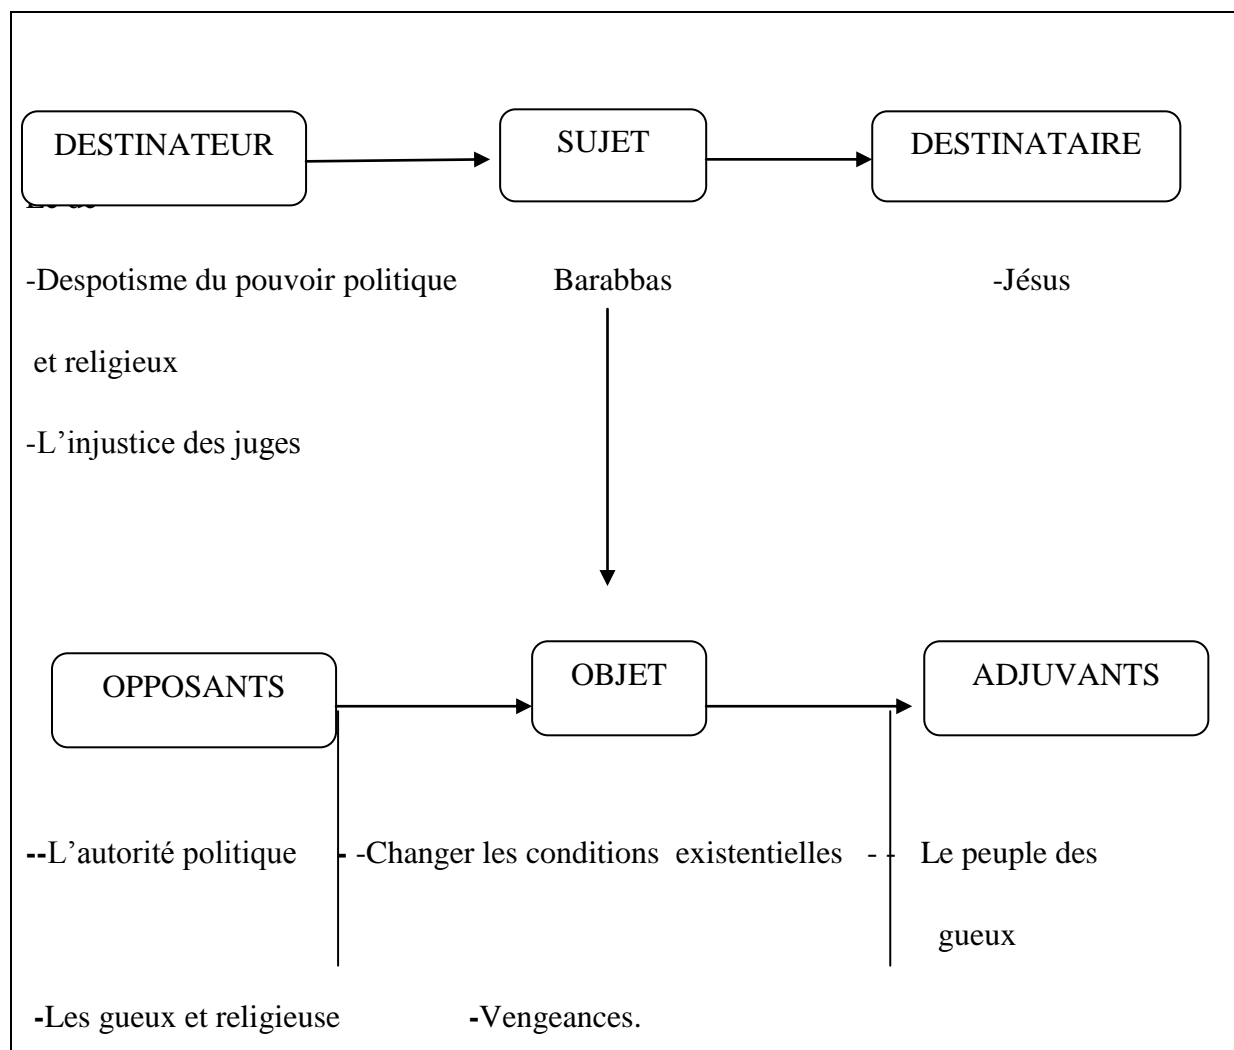 DESTINATEUR SUJET DESTINATAIRE
-Despotisme du pouvoir politique Barabbas -Jésus
et religieux
-L’injustice des juges
OPPOSANTS OBJET ADJUVANTS
--L’autorité politique - -Changer les conditions existentielles - - Le peuple des
gueux
-Les gueux et religieuse -Vengeances.